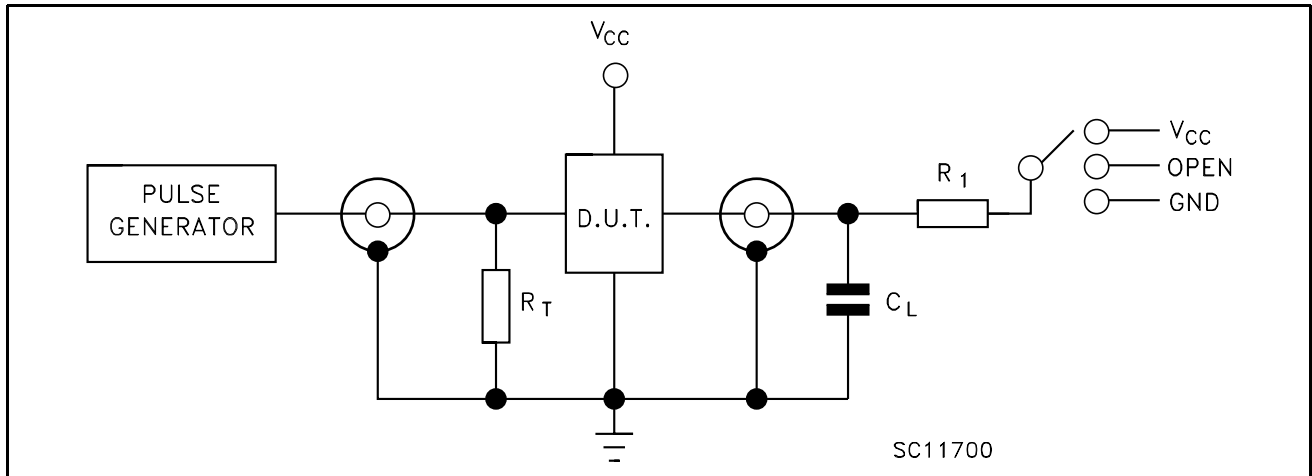 VCC
PULSE
GENERATOR
D.U.T.
RT
CL
R1
VCC
OPEN
GND
SC11700